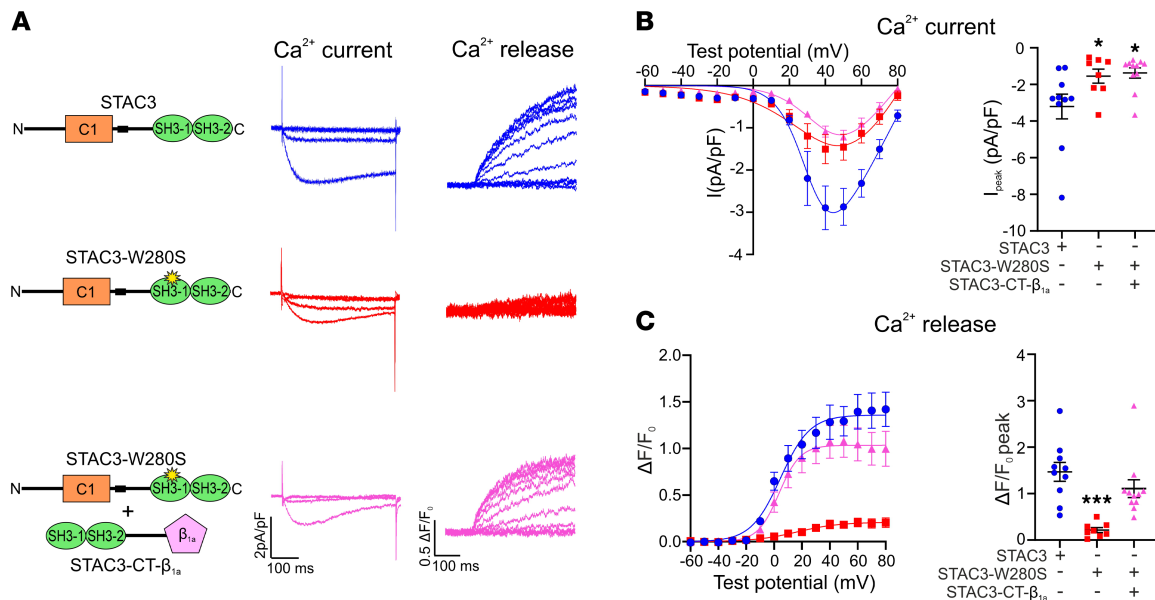 A
Ca²⁺ current
Ca²⁺ release
STAC3
N
C1
SH3-1
SH3-2
C
STAC3-W280S
N
C1
SH3-1
SH3-2
C
STAC3-W280S
N
C1
SH3-1
SH3-2
C
+
SH3-1
SH3-2
β₁ₐ
STAC3-CT-β₁ₐ
2pA/pF
100 ms
0.5 ΔF/F₀
100 ms
B
Ca²⁺ current
Test potential (mV)
-60 -40 -20 0 20 40 60 80
-1
-2
-3
-4
I(pA/pF)
* *
0
-2
-4
-6
-8
-10
I peak (pA/pF)
STAC3 + - -
STAC3-W280S - + +
STAC3-CT-β₁ₐ - - +
C
Ca²⁺ release
2.0
1.5
1.0
0.5
0.0
ΔF/F₀
-60 -40 -20 0 20 40 60 80
Test potential (mV)
4
3
2
1
0
ΔF/F₀ peak
***
STAC3 + - -
STAC3-W280S - + +
STAC3-CT-β₁ₐ - - +